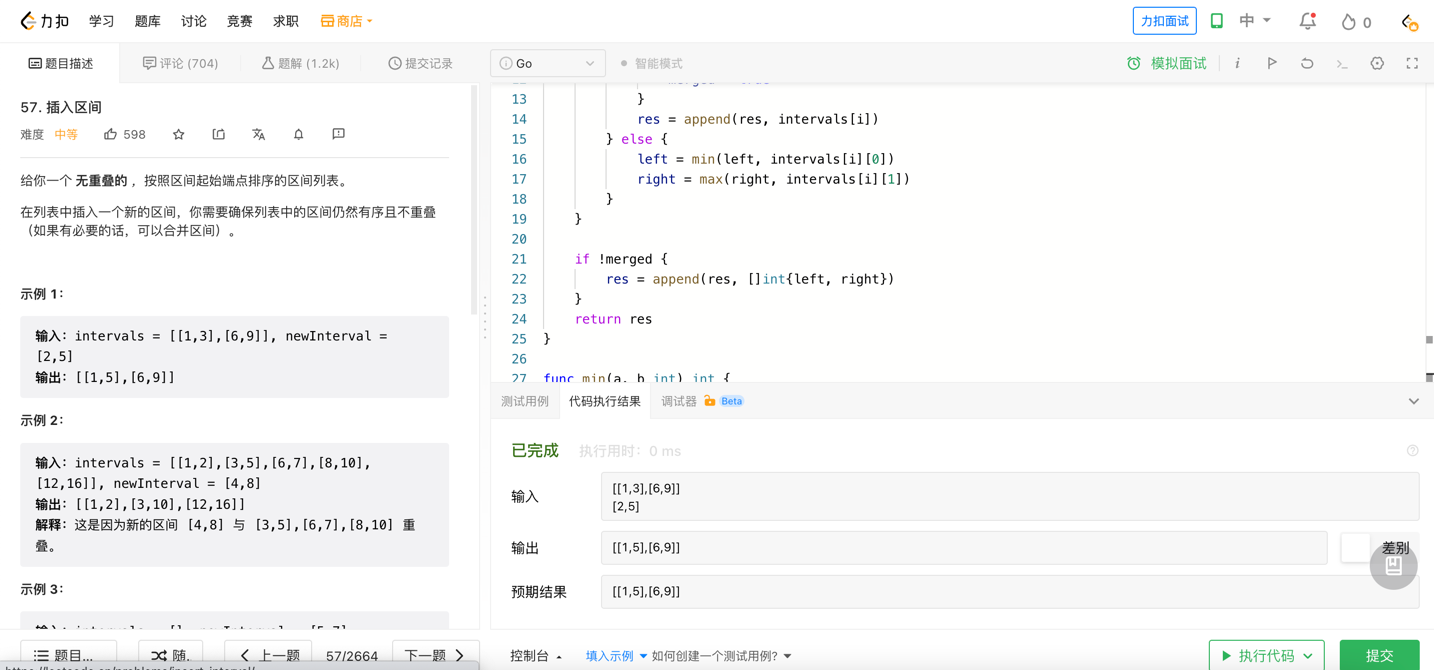 力扣 学习 题库 讨论 竞赛 求职 商店 力扣面试 中 0
题目描述 评论 (704) 题解 (1.2k) 提交记录
i Go 智能模式 模拟面试 i
57. 插入区间
难度 中等 598
给你一个 无重叠的 ，按照区间起始端点排序的区间列表。
在列表中插入一个新的区间，你需要确保列表中的区间仍然有序且不重叠
（如果有必要的话，可以合并区间）。
示例 1：
输入：intervals = [[1,3],[6,9]], newInterval =
[2,5]
输出：[[1,5],[6,9]]
示例 2：
输入：intervals = [[1,2],[3,5],[6,7],[8,10],
[12,16]], newInterval = [4,8]
输出：[[1,2],[3,10],[12,16]]
解释：这是因为新的区间 [4,8] 与 [3,5],[6,7],[8,10] 重
叠。
示例 3：
题目... 随. 上一题 57/2664 下一题
13 }
14 res = append(res, intervals[i])
15 } else {
16 left = min(left, intervals[i][0])
17 right = max(right, intervals[i][1])
18 }
19 }
20
21 if !merged {
22 res = append(res, []int{left, right})
23 }
24 return res
25 }
26
27 func min(a, b int) int {
测试用例 代码执行结果 调试器 Beta
已完成 执行用时：0 ms
输入 [[1,3],[6,9]]
[2,5]
输出 [[1,5],[6,9]] 差别
预期结果 [[1,5],[6,9]]
控制台 填入示例 如何创建一个测试用例? 执行代码 提交